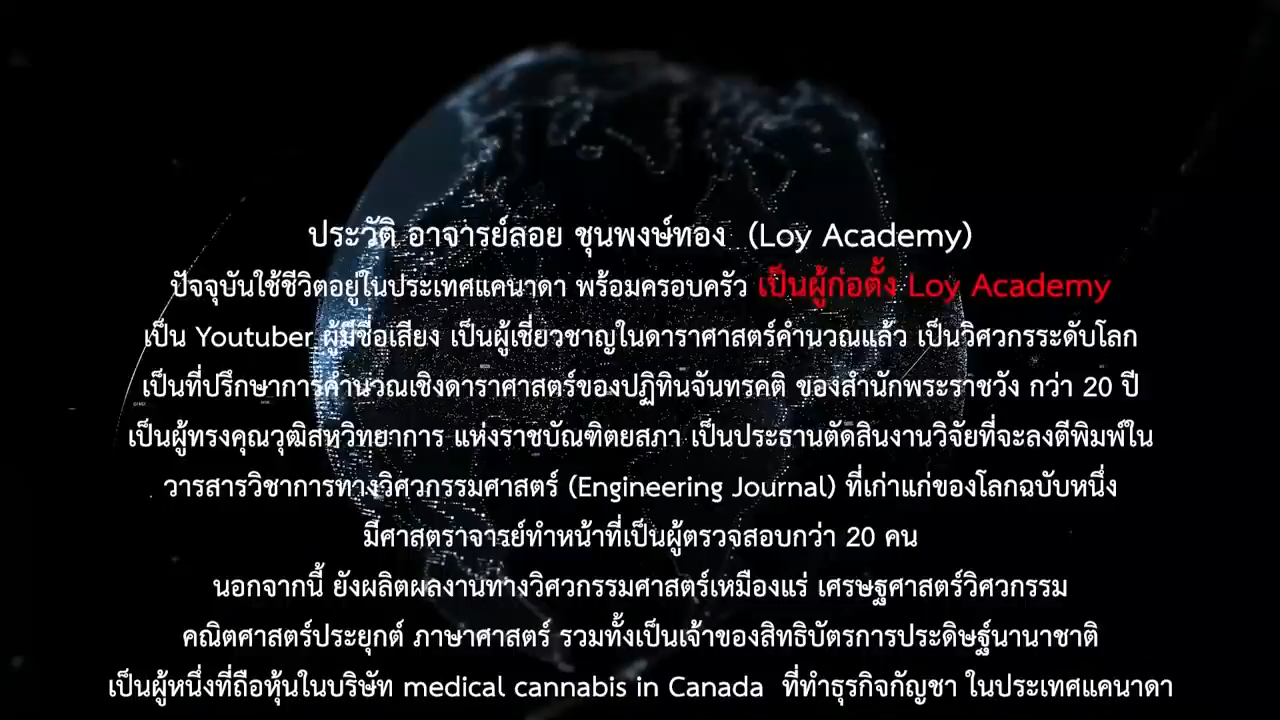 ประวัติ อาจารย์ลอย ชุนพงษ์ทอง (Loy Academy)
ปัจจุบันใช้ชีวิตอยู่ในประเทศแคนาดา พร้อมครอบครัว เป็นผู้ก่อตั้ง Loy Academy
เป็น Youtuber ผู้มีชื่อเสียง เป็นผู้เชี่ยวชาญในดาราศาสตร์คำนวณแล้ว เป็นวิศวกรระดับโลก
เป็นที่ปรึกษาการคำนวณเชิงดาราศาสตร์ของปฏิทินจันทรคติ ของสำนักพระราชวัง กว่า 20 ปี
เป็นผู้ทรงคุณวุฒิสหวิทยาการ แห่งราชบัณฑิตยสภา เป็นประธานตัดสินงานวิจัยที่จะลงตีพิมพ์ใน
วารสารวิชาการทางวิศวกรรมศาสตร์ (Engineering Journal) ที่เก่าแก่ของโลกฉบับหนึ่ง
มีศาสตราจารย์ทำหน้าที่เป็นผู้ตรวจสอบกว่า 20 คน
นอกจากนี้ ยังผลิตผลงานทางวิศวกรรมศาสตร์เหมืองแร่ เศรษฐศาสตร์วิศวกรรม
คณิตศาสตร์ประยุกต์ ภาษาศาสตร์ รวมทั้งเป็นเจ้าของสิทธิบัตรการประดิษฐ์นานาชาติ
เป็นผู้หนึ่งที่ถือหุ้นในบริษัท medical cannabis in Canada ที่ทำธุรกิจกัญชา ในประเทศแคนาดา